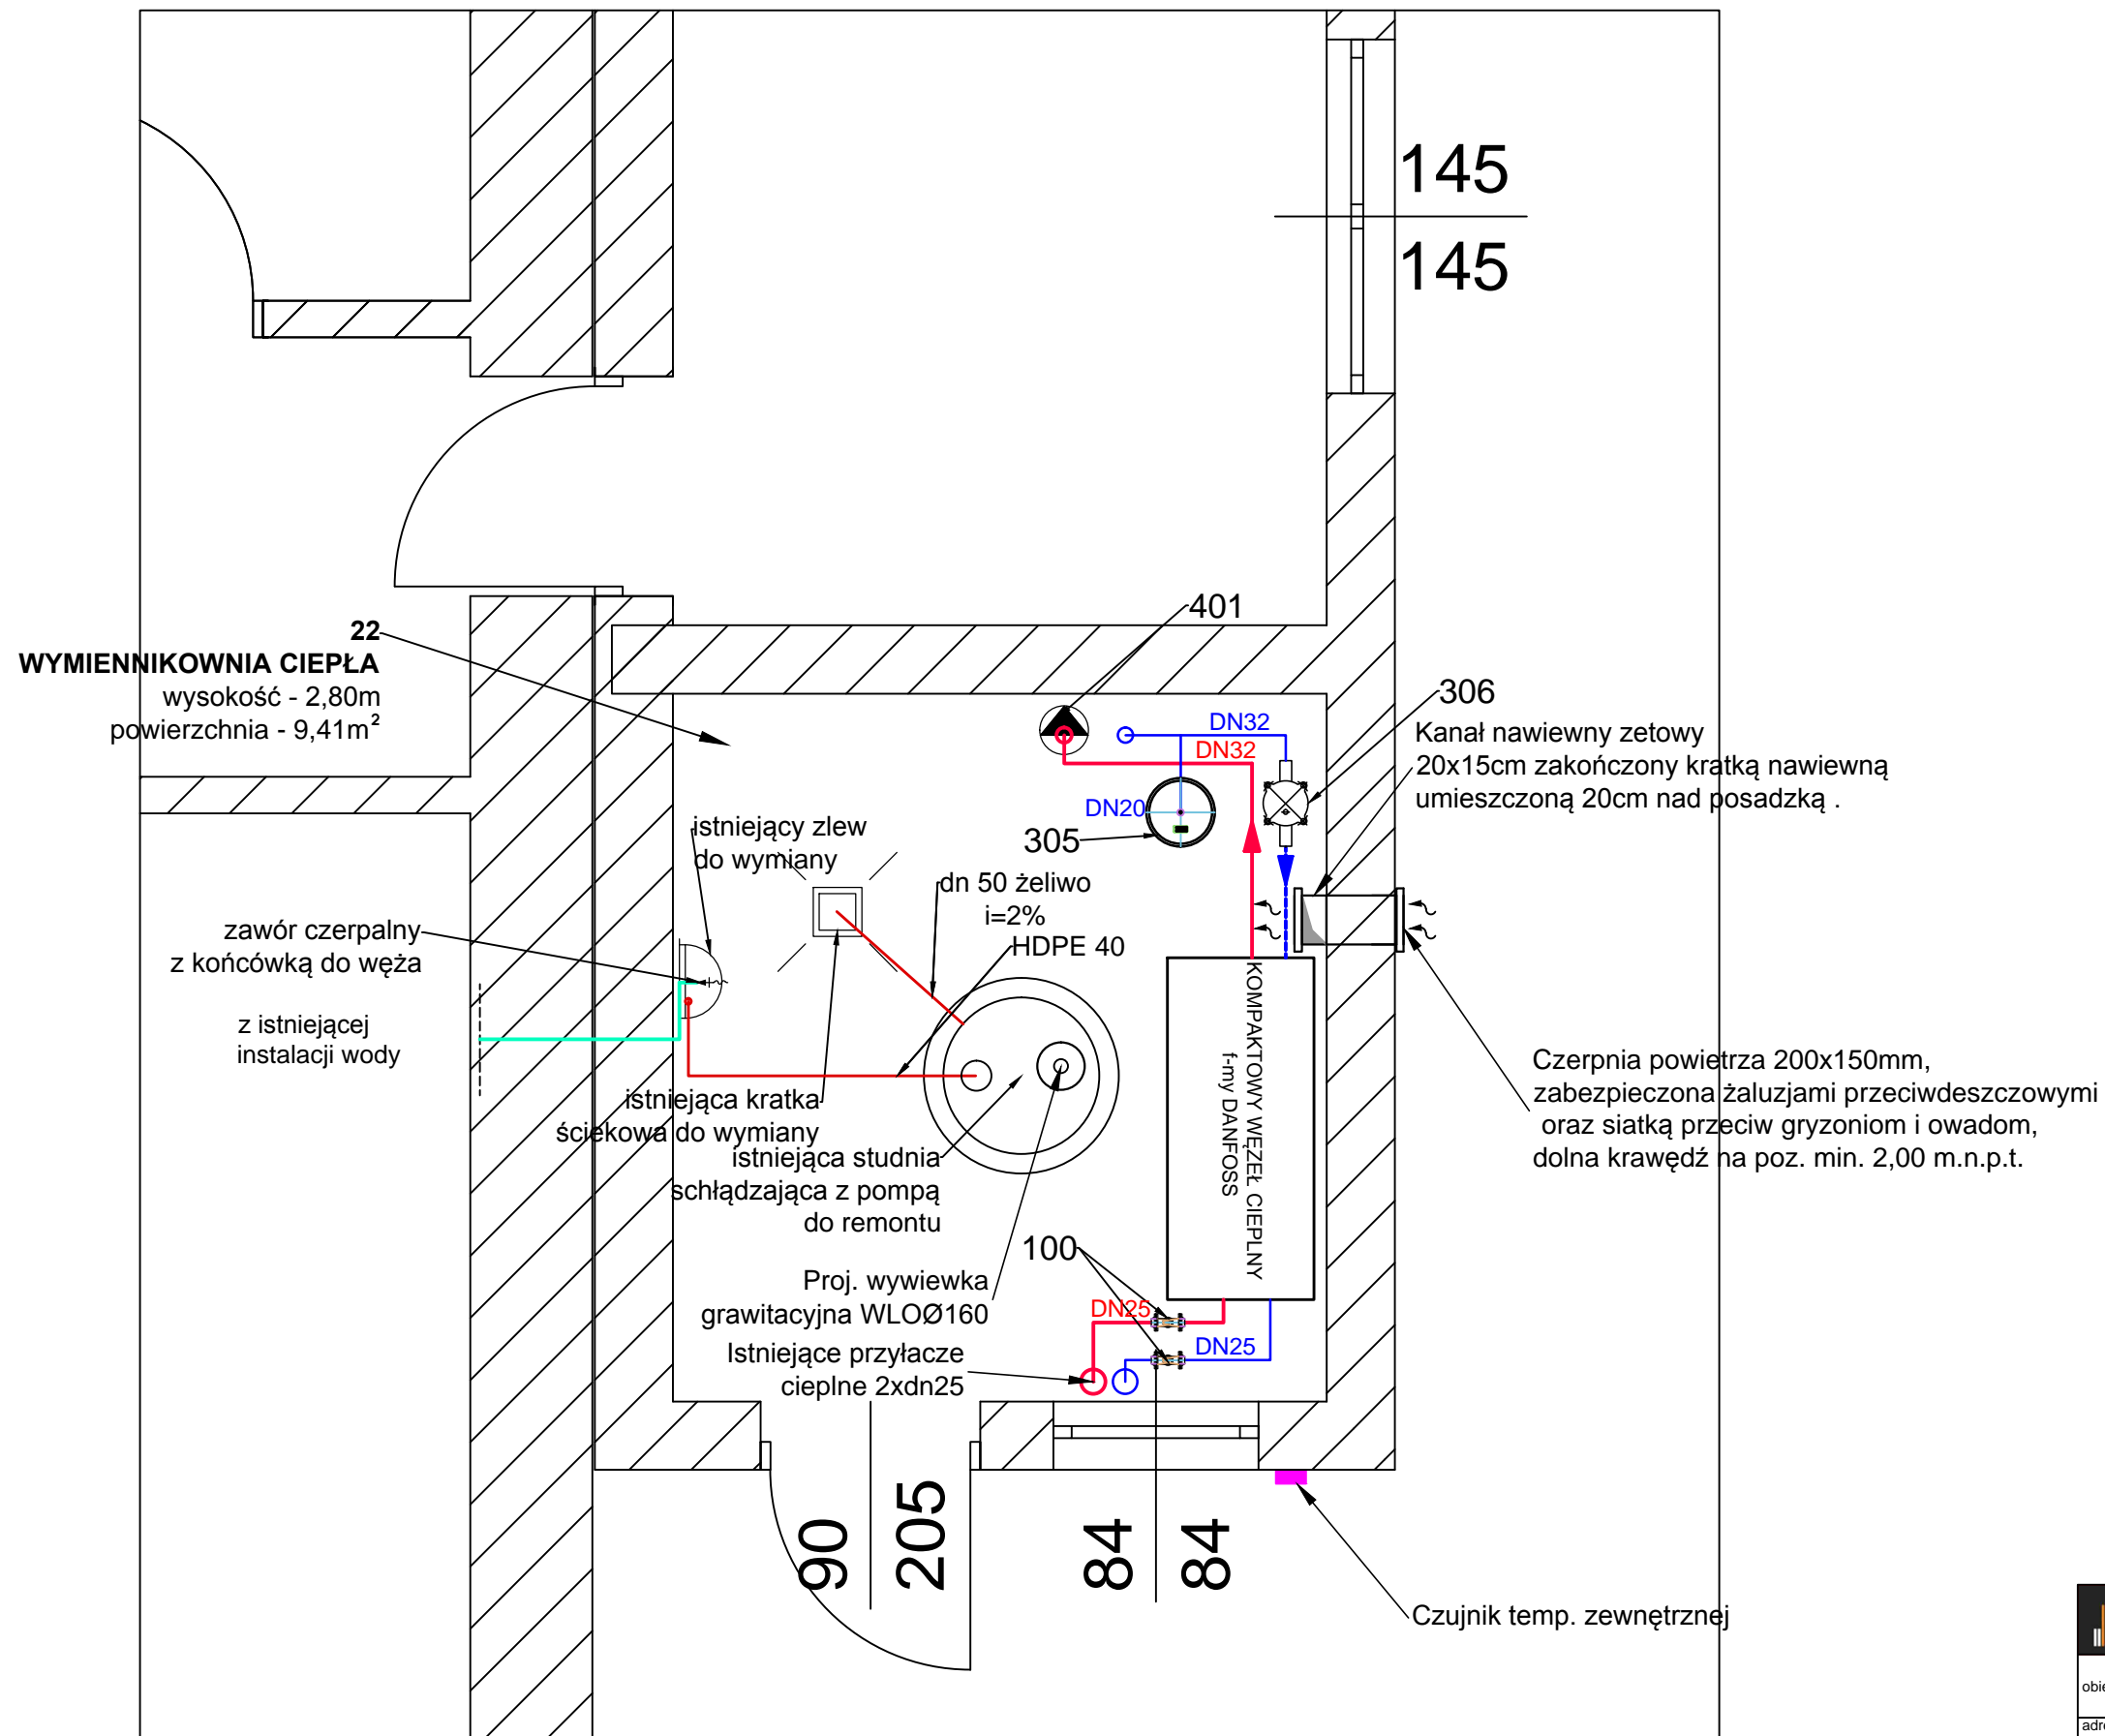 145
145
22
WYMIENNIKOWNIA CIEPŁA
wysokość - 2,80m
powierzchnia - 9,41m²
401
306
Kanał nawiewny zetowy
20x15cm zakończony kratką nawiewną
umieszczoną 20cm nad posadzką .
DN32
DN32
DN20
305
istniejący zlew
do wymiany
dn 50 żeliwo
i=2%
HDPE 40
zawór czerpalny
z końcówką do węża
z istniejącej
instalacji wody
KOMPAKTOWY WĘZEŁ CIEPLNY
f-my DANFOSS
Czerpnia powietrza 200x150mm,
zabezpieczona żaluzjami przeciwdeszczowymi
oraz siatką przeciw gryzoniom i owadom,
dolna krawędź na poz. min. 2,00 m.n.p.t.
istniejąca kratka
ściekowa do wymiany
istniejąca studnia
schładzająca z pompą
do remontu
100
Proj. wywiewka
grawitacyjna WLOØ160
DN25
DN25
Istniejące przyłacze
cieplne 2xdn25
90
205
84
84
Czujnik temp. zewnętrznej
obie
adre